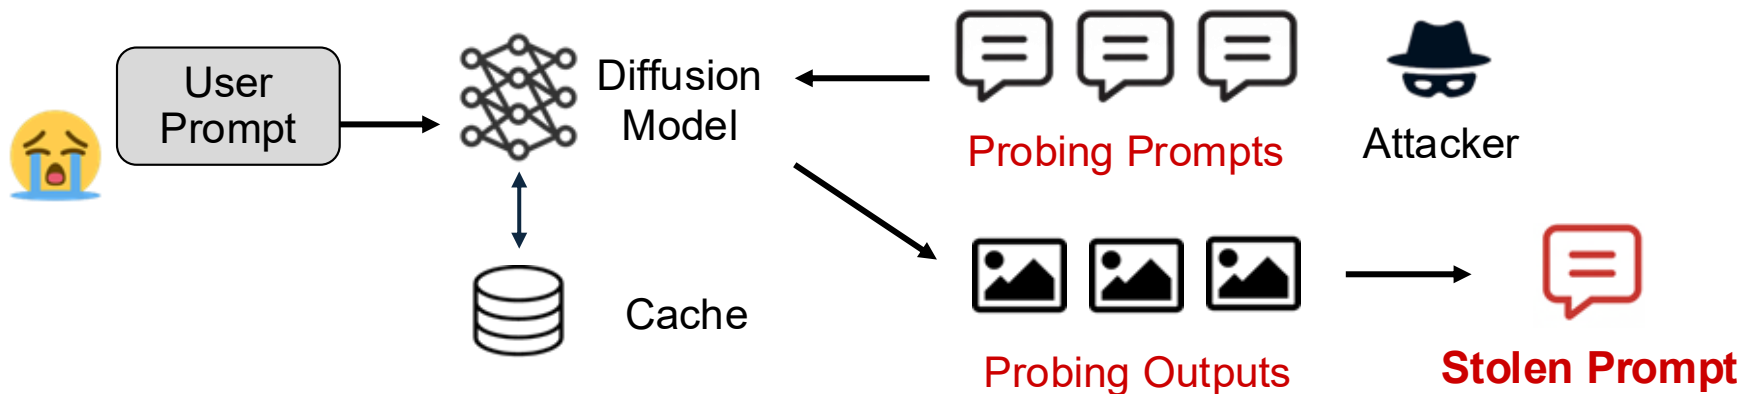 User
Prompt
Diffusion
Model
Cache
Probing Prompts
Attacker
Probing Outputs
Stolen Prompt